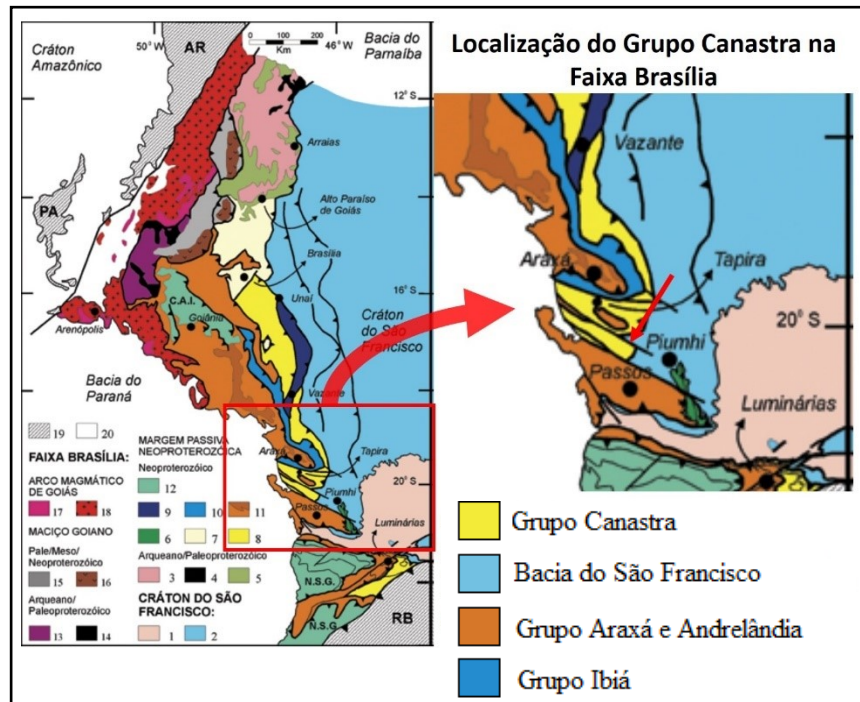 50° W
46° W
0 100 200
Km
Cráton
Amazônico
AR
Bacia do
Parnaíba
12° S
Arraias
Alto Paraíso
de Goiás
PA
Brasília
16° S
C.A.I.
Goiânia
Unaí
Arenópolis
Cráton
do São
Francisco
Bacia do
Paraná
Vazante
Araxá
Tapira
20° S
Piumhi
Passos
Luminárias
N.S.G.
N.S.G.
RB
19 20
FAIXA BRASÍLIA:
ARCO MAGMÁTICO
DE GOIÁS
17 18
MACIÇO GOIANO
Pale/Meso/
Neoproterozóico
15 16
Arqueano/
Paleoproterozóico
13 14
MARGEM PASSIVA
NEOPROTEROZÓICA
Neoproterozóico
12
9 10 11
6 7 8
Arqueano/Paleoproterozóico
3 4 5
CRÁTON DO SÃO
FRANCISCO:
1 2
Localização do Grupo Canastra na
Faixa Brasília
Vazante
Araxá
Tapira
20° S
Piumhi
Passos
Luminárias
Grupo Canastra
Bacia do São Francisco
Grupo Araxá e Andrelândia
Grupo Ibiá